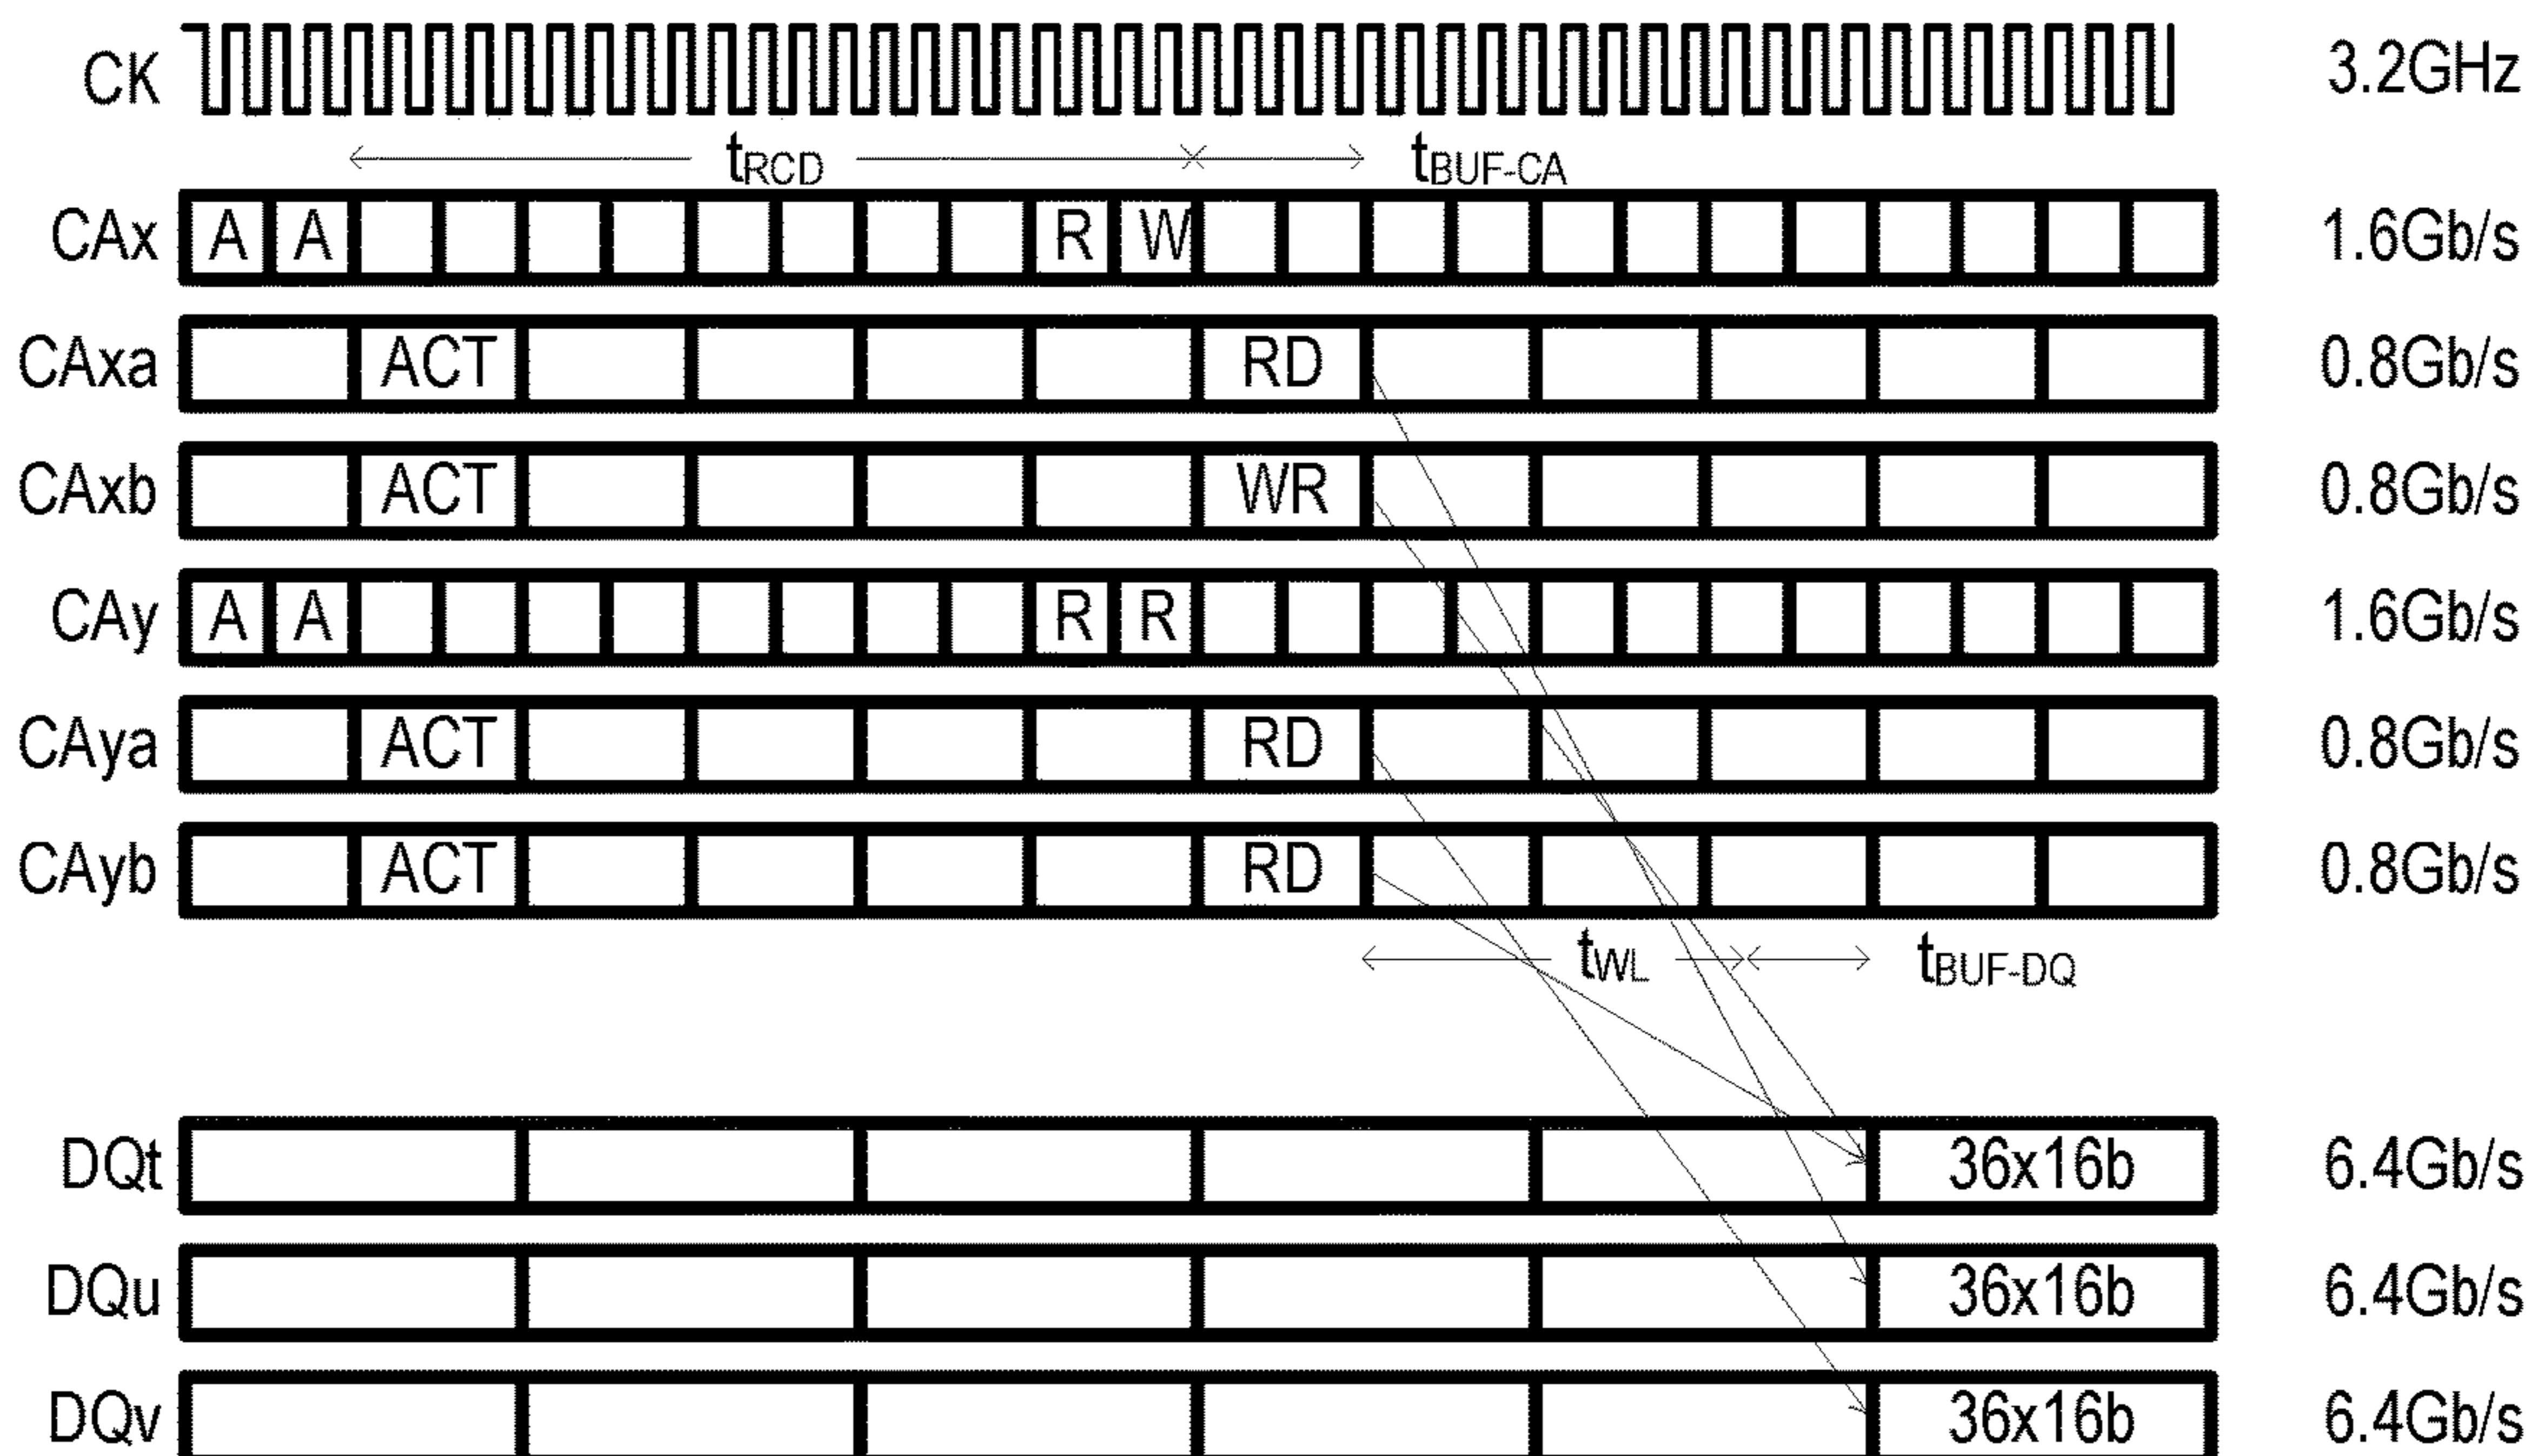 CK 3.2GHz
tRCD tBUF-CA
CAx A A R W 1.6Gb/s
CAxa ACT RD 0.8Gb/s
CAxb ACT WR 0.8Gb/s
CAy A A R R 1.6Gb/s
CAya ACT RD 0.8Gb/s
CAyb ACT RD 0.8Gb/s
tWL tBUF-DQ
DQt 36x16b 6.4Gb/s
DQu 36x16b 6.4Gb/s
DQv 36x16b 6.4Gb/s